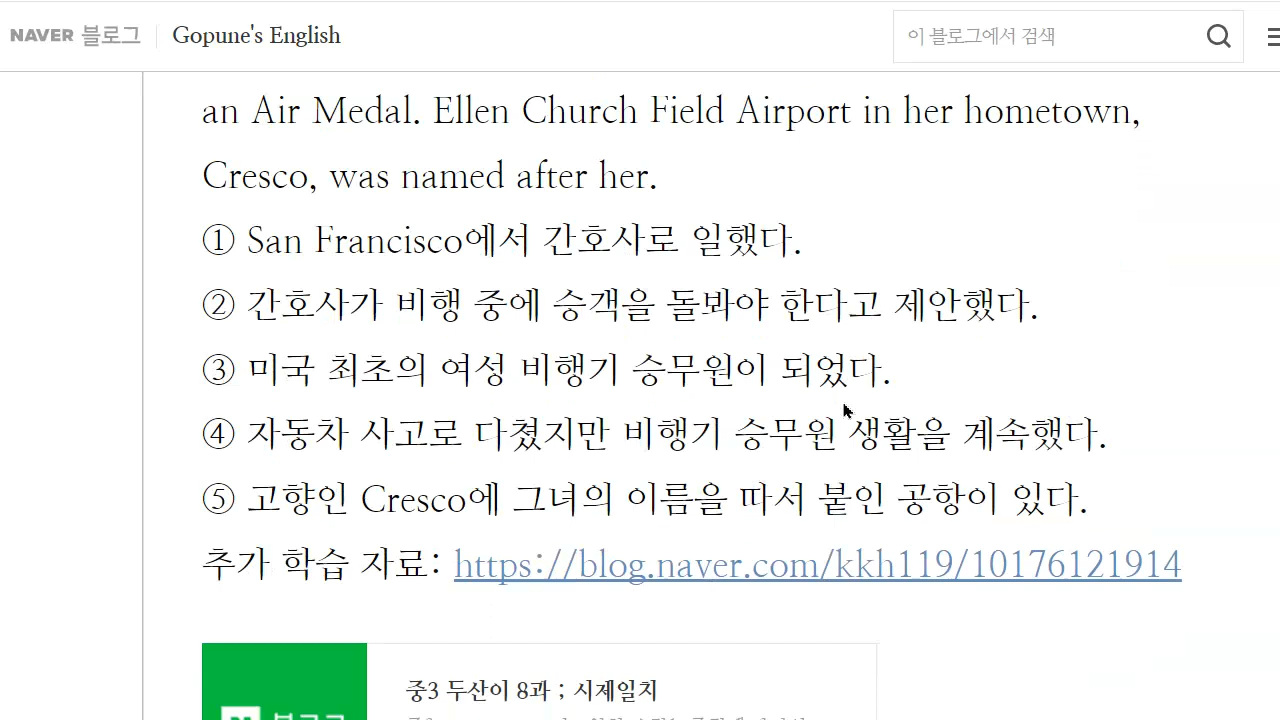 NAVER 블로그 Gopune's English 이 블로그에서 검색
an Air Medal. Ellen Church Field Airport in her hometown,
Cresco, was named after her.
① San Francisco에서 간호사로 일했다.
② 간호사가 비행 중에 승객을 돌봐야 한다고 제안했다.
③ 미국 최초의 여성 비행기 승무원이 되었다.
④ 자동차 사고로 다쳤지만 비행기 승무원 생활을 계속했다.
⑤ 고향인 Cresco에 그녀의 이름을 따서 붙인 공항이 있다.
추가 학습 자료: https://blog.naver.com/kkh119/10176121914
중3 두산이 8과 ; 시제일치